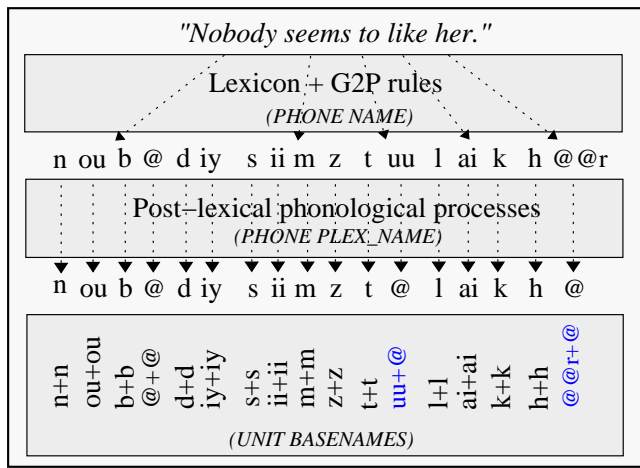 "Nobody seems to like her."
Lexicon + G2P rules
(PHONE NAME)
n ou b @ d iy s ii m z t uu l ai k h @@r
Post−lexical phonological processes
(PHONE PLEX_NAME)
n ou b @ d iy s ii m z t @ l ai k h @
n+n ou+ou b+b @+@ d+d iy+iy s+s ii+ii m+m z+z t+t uu+@ l+l ai+ai k+k h+h @@r+@
(UNIT BASENAMES)